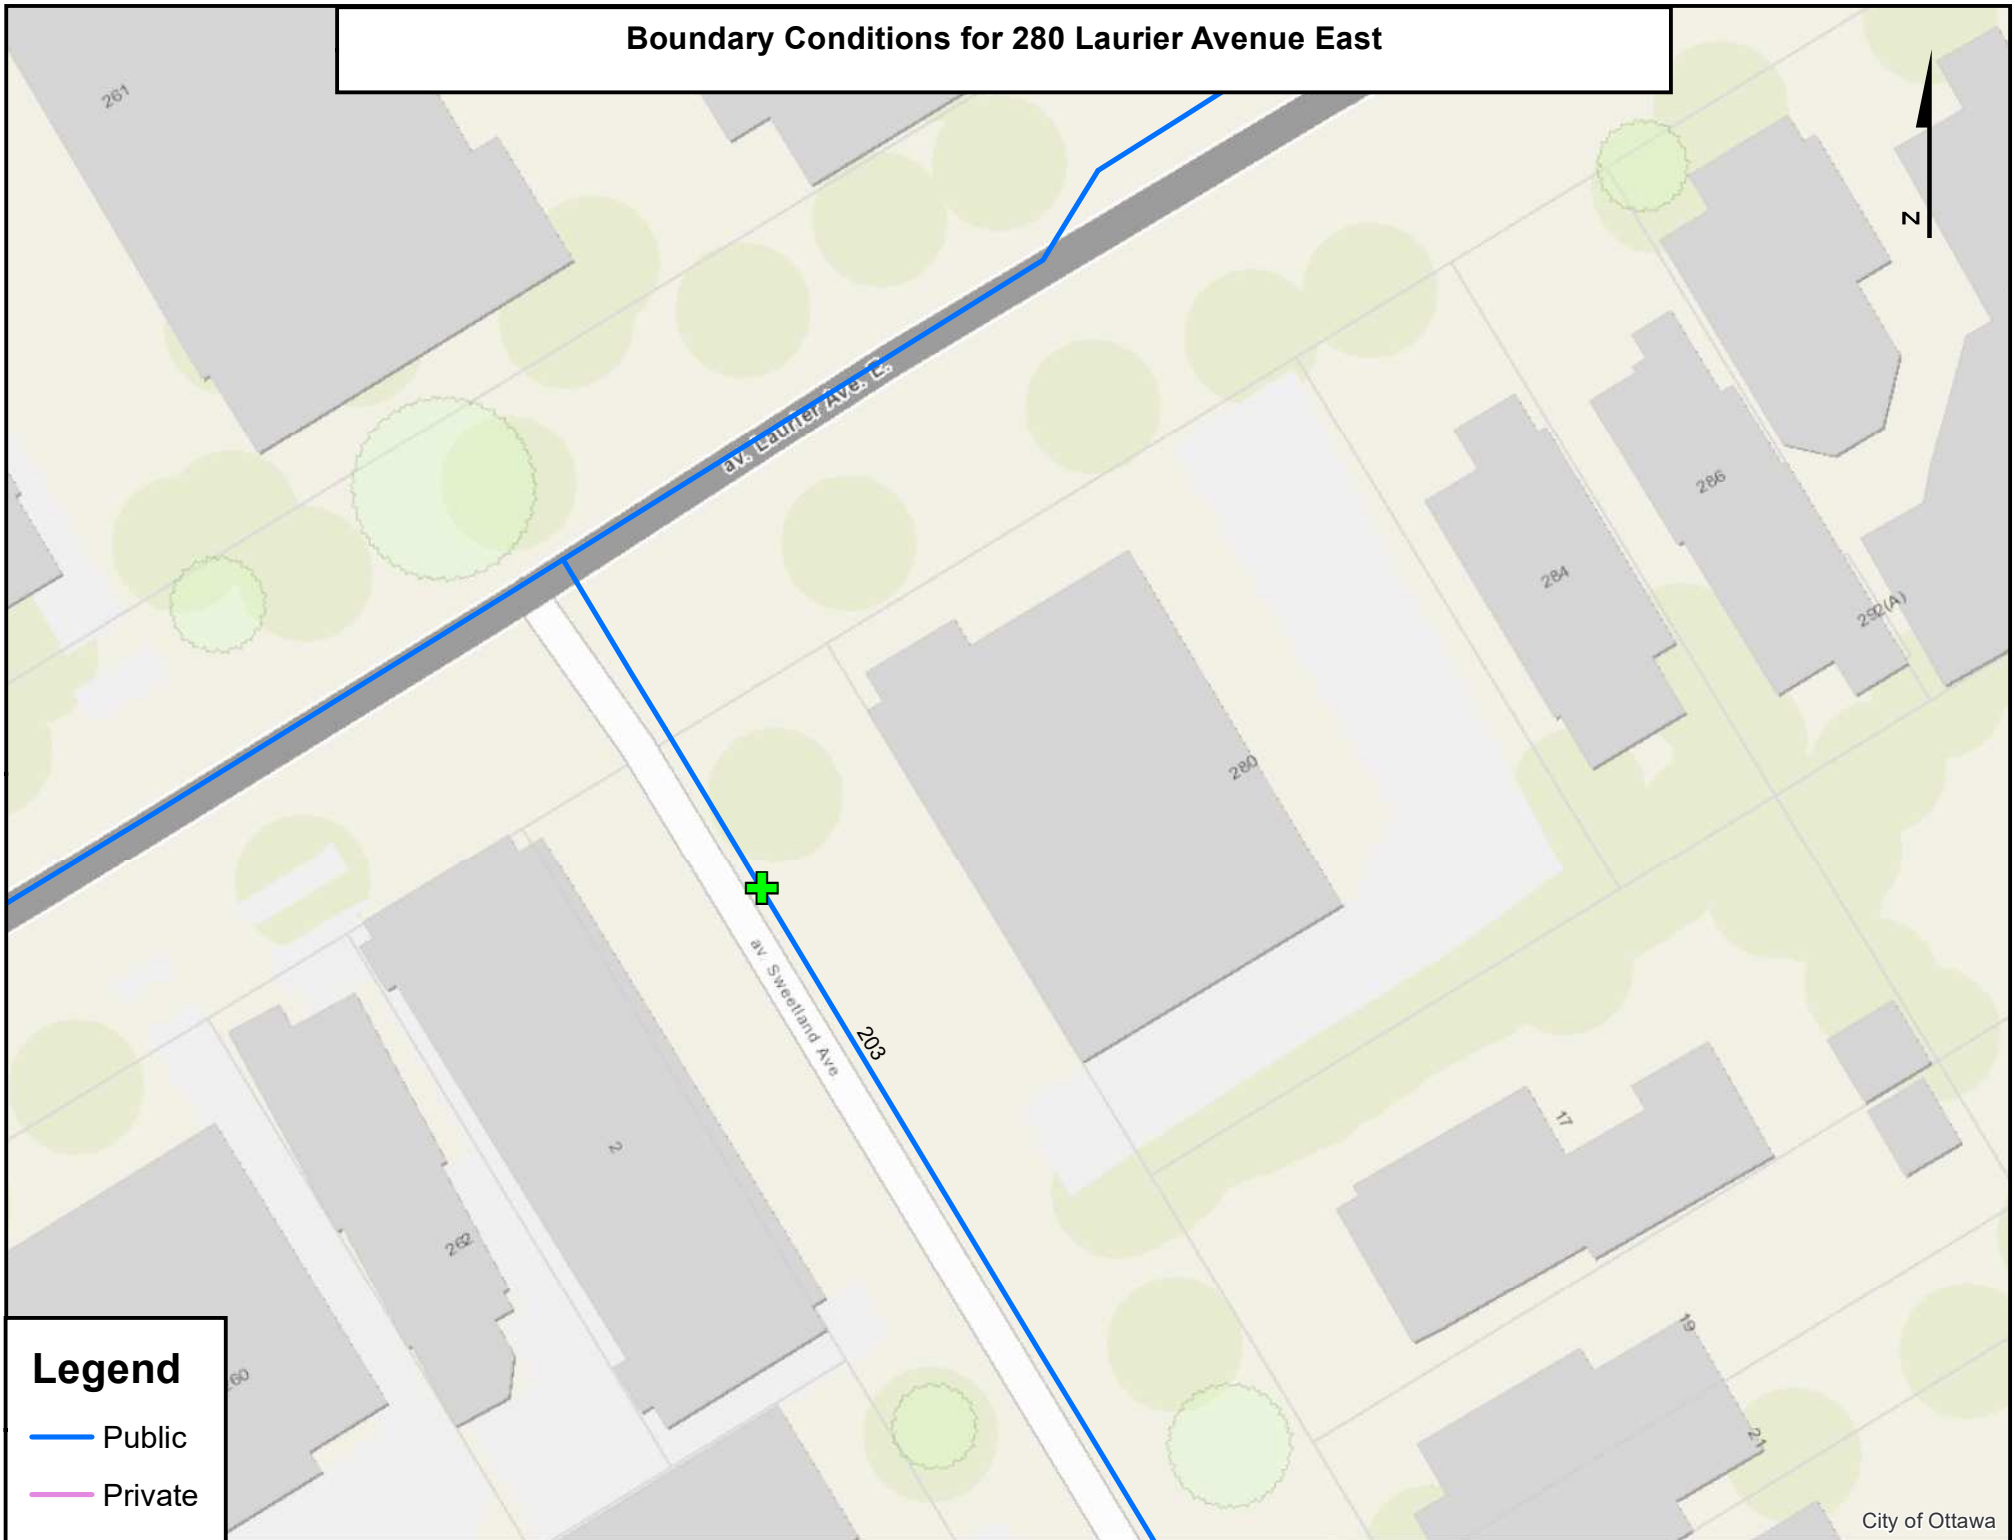 Boundary Conditions for 280 Laurier Avenue East
261
N
av. Laurier Ave. E.
286
284
292(A)
280
av. Sweetland Ave.
203
17
2
262
19
21
Legend
Public
Private
City of Ottawa